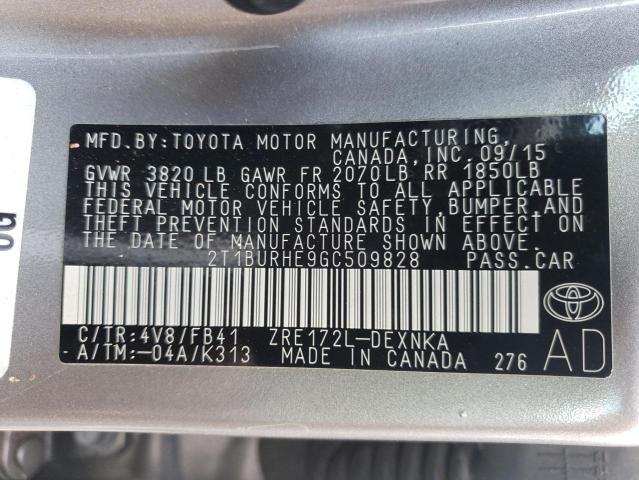 MFD.BY:TOYOTA MOTOR MANUFACTURING,
CANADA, INC. 09/15
GVWR 3820 LB GAWR FR 2070LB, RR 1850LB
THIS VEHICLE CONFORMS TO ALL APPLICABLE
FEDERAL MOTOR VEHICLE SAFETY, BUMPER, AND
THEFT PREVENTION STANDARDS IN EFFECT ON
THE DATE OF MANUFACTURE SHOWN ABOVE.
2T1BURHE9GC509828 PASS.CAR
C/TR:4V8/FB41 ZRE172L-DEXNKA
A/TM:-04A/K313 MADE IN CANADA 276
AD